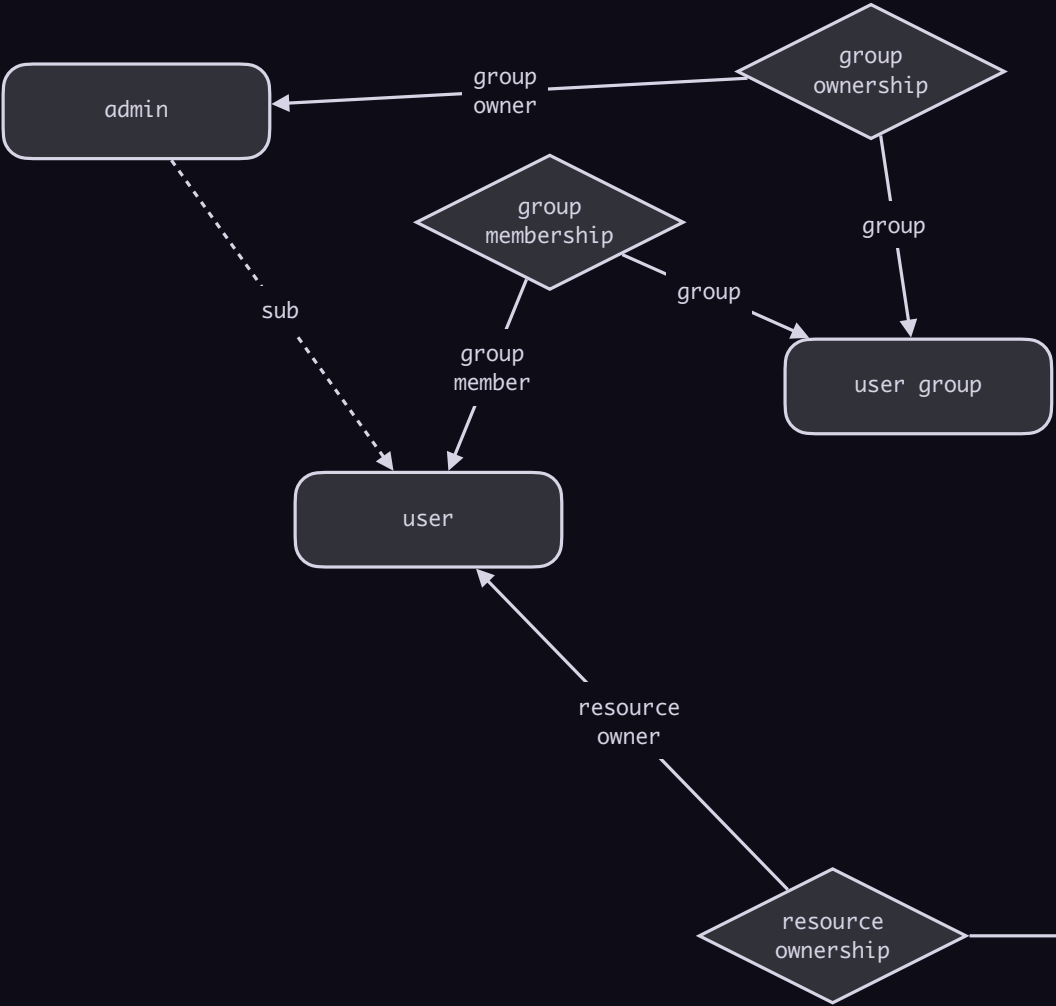 group
ownership
group
owner
admin
group
membership
group
group
sub
group
member
user group
user
resource
owner
resource
ownership